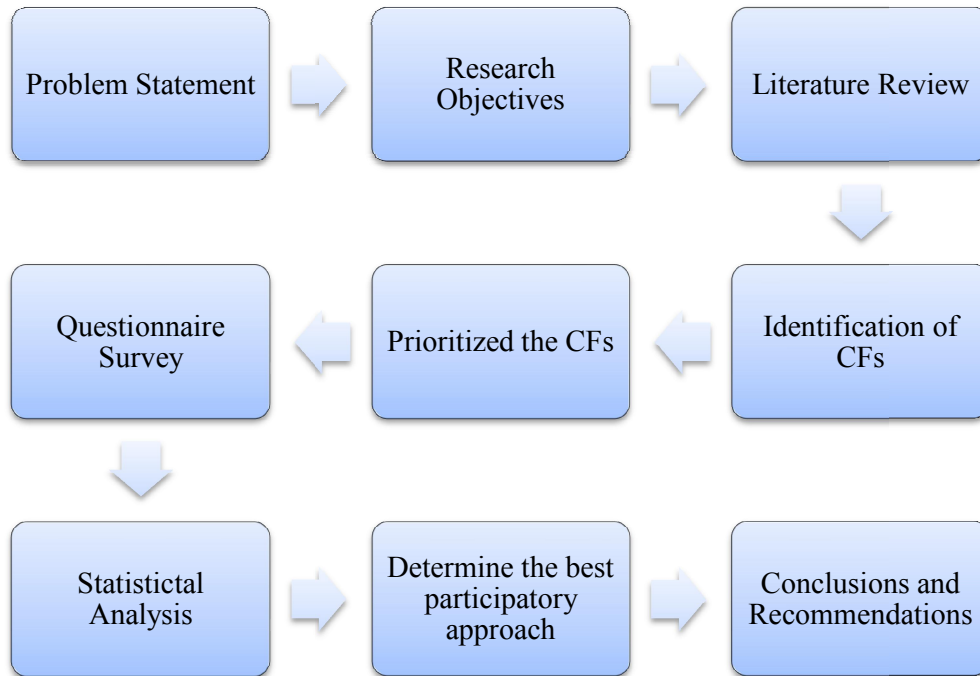 Problem Statement
Research
Objectives
Literature Review
Identification of
CFs
Prioritized the CFs
Questionnaire
Survey
Statistictal
Analysis
Determine the best
participatory
approach
Conclusions and
Recommendations